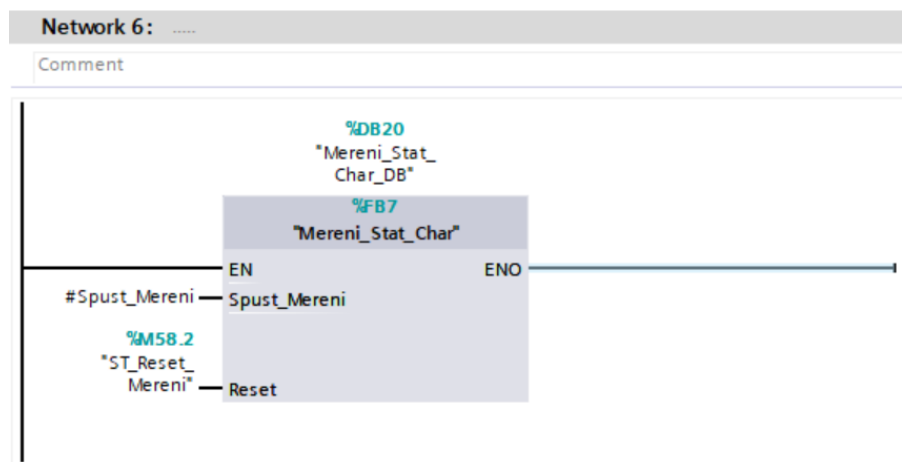 Network 6: .....
Comment
%DB20
"Mereni_Stat_
Char_DB"
%FB7
"Mereni_Stat_Char"
EN
ENO
#Spust_Mereni
Spust_Mereni
%M58.2
"ST_Reset_
Mereni"
Reset